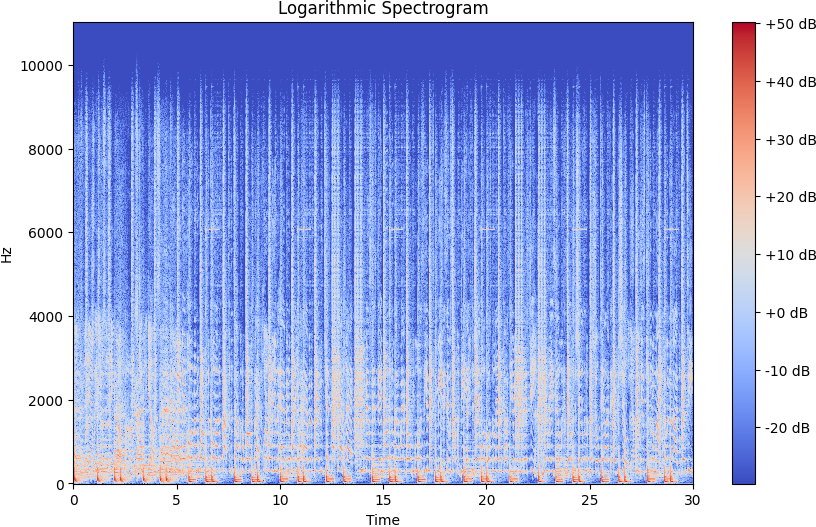 Logarithmic Spectrogram
Hz
10000
8000
6000
4000
2000
0
0 5 10 15 20 25 30
Time
+50 dB
+40 dB
+30 dB
+20 dB
+10 dB
+0 dB
-10 dB
-20 dB